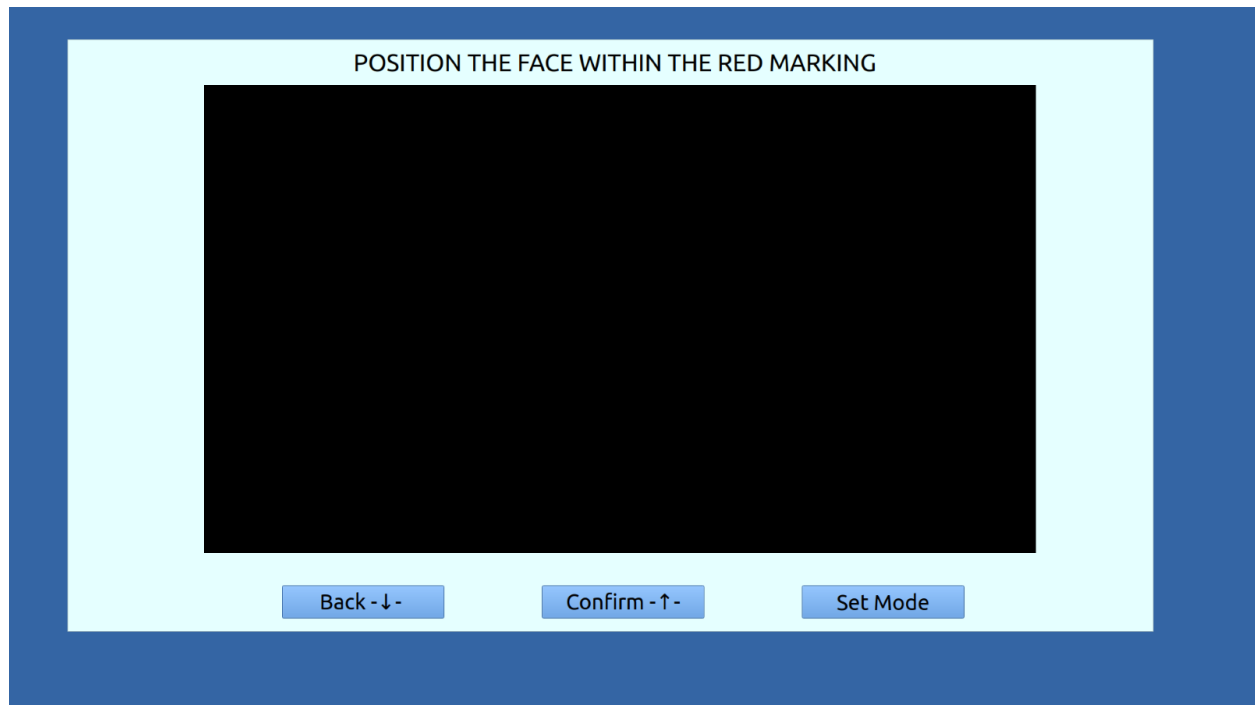 POSITION THE FACE WITHIN THE RED MARKING
Back -↓-
Confirm -↑-
Set Mode